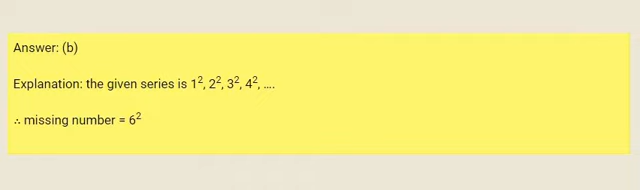 Answer: (b)
Explanation: the given series is 1², 2², 3², 4², ....
∴ missing number = 6²